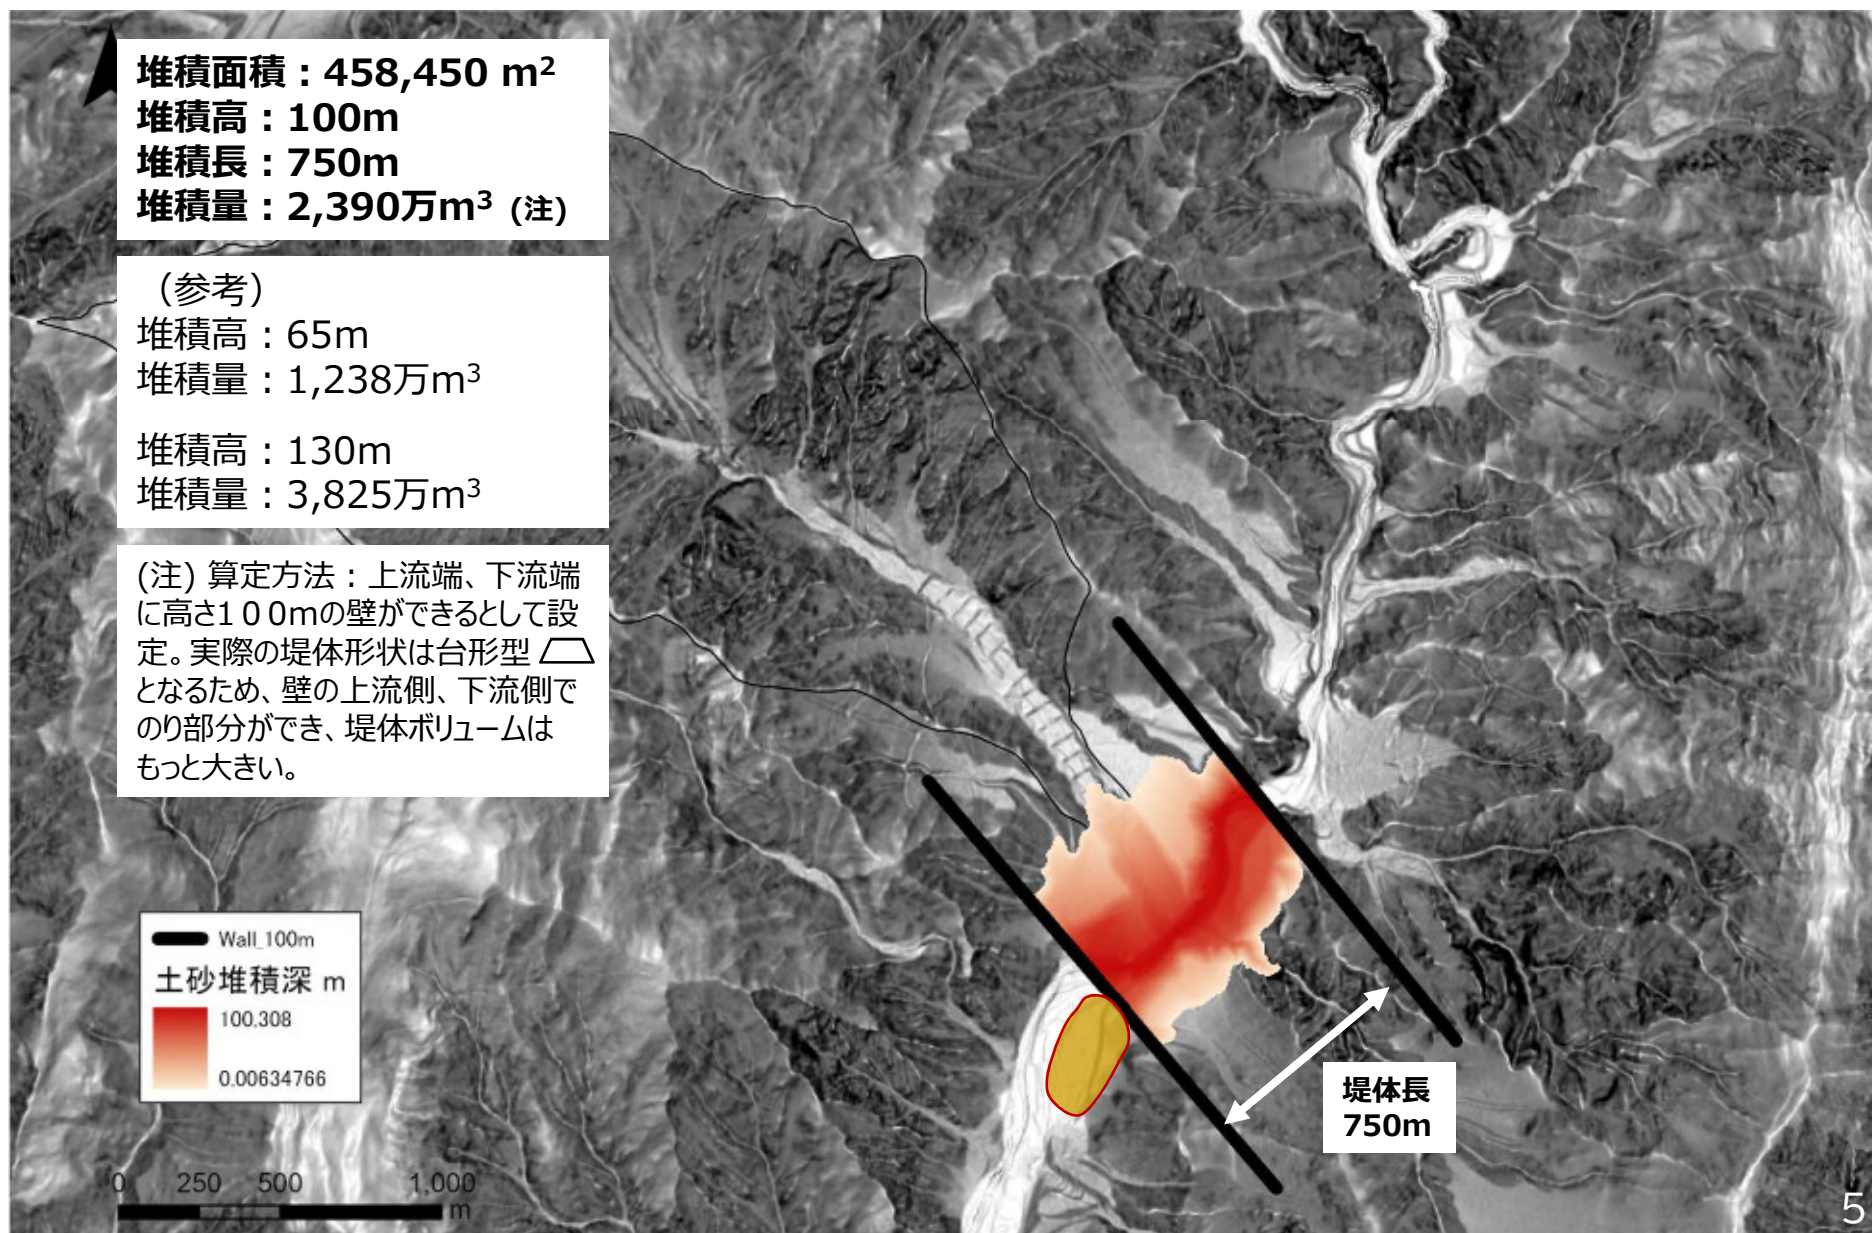 堆積面積：458,450 m²
堆積高：100m
堆積長：750m
堆積量：2,390万m³ (注)
（参考）
堆積高：65m
堆積量：1,238万m³
堆積高：130m
堆積量：3,825万m³
(注) 算定方法：上流端、下流端
に高さ１００mの壁ができるとして設
定。実際の堤体形状は台形型
となるため、壁の上流側、下流側で
のり部分ができ、堤体ボリュームは
もっと大きい。
Wall_100m
土砂堆積深 m
100.308
0.00634766
0 250 500 1,000
m
堤体長
750m
5